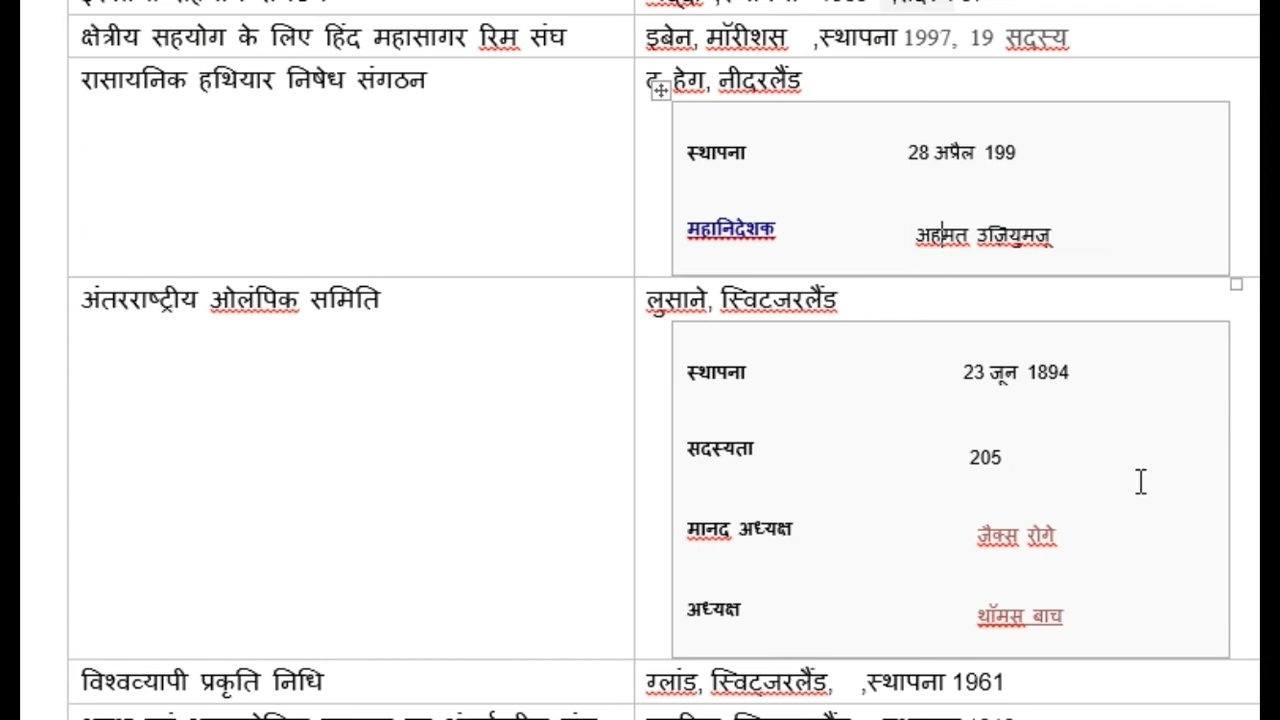 क्षेत्रीय सहयोग के लिए हिंद महासागर रिम संघ
इबेन, मॉरीशस ,स्थापना 1997, 19 सदस्य
रासायनिक हथियार निषेध संगठन
द हेग, नीदरलैंड
स्थापना 28 अप्रैल 199
महानिदेशक अहमत उजियुमजू
अंतरराष्ट्रीय ओलंपिक समिति
लुसाने, स्विटजरलैंड
स्थापना 23 जून 1894
सदस्यता 205
मानद अध्यक्ष जैक्स रोगे
अध्यक्ष थॉमस बाच
विश्वव्यापी प्रकृति निधि
ग्लांड, स्विट्जरलैंड, ,स्थापना 1961